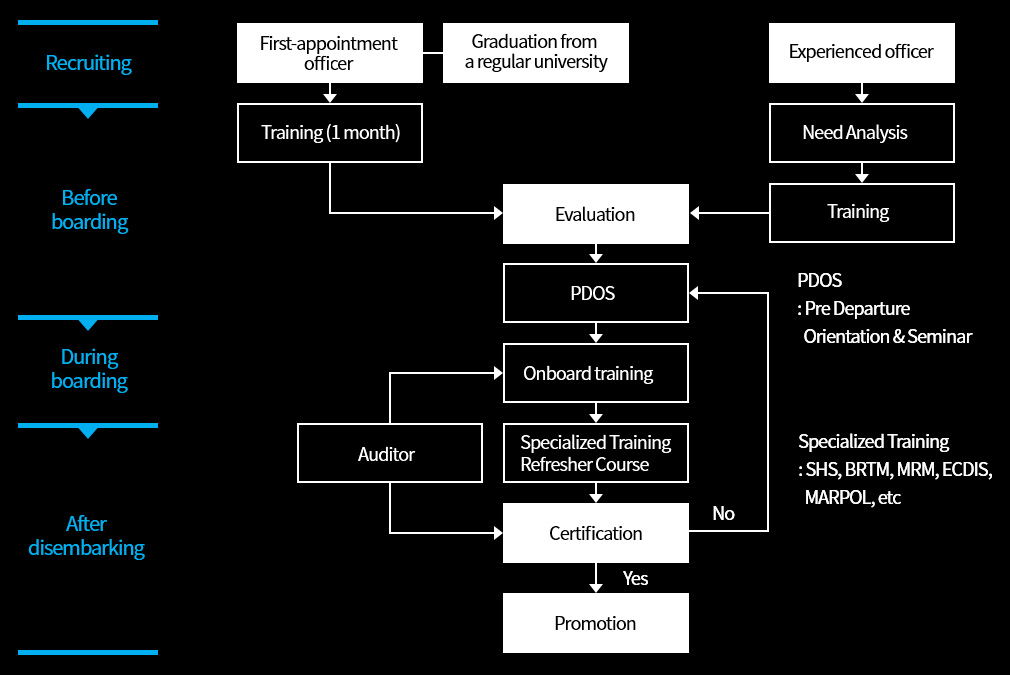 Recruiting
First-appointment
officer
Graduation from
a regular university
Experienced officer
Training (1 month)
Need Analysis
Before
boarding
Evaluation
Training
PDOS
PDOS
: Pre Departure
Orientation & Seminar
During
boarding
Onboard training
Auditor
Specialized Training
Refresher Course
Specialized Training
: SHS, BRTM, MRM, ECDIS,
MARPOL, etc
After
disembarking
Certification
No
Yes
Promotion